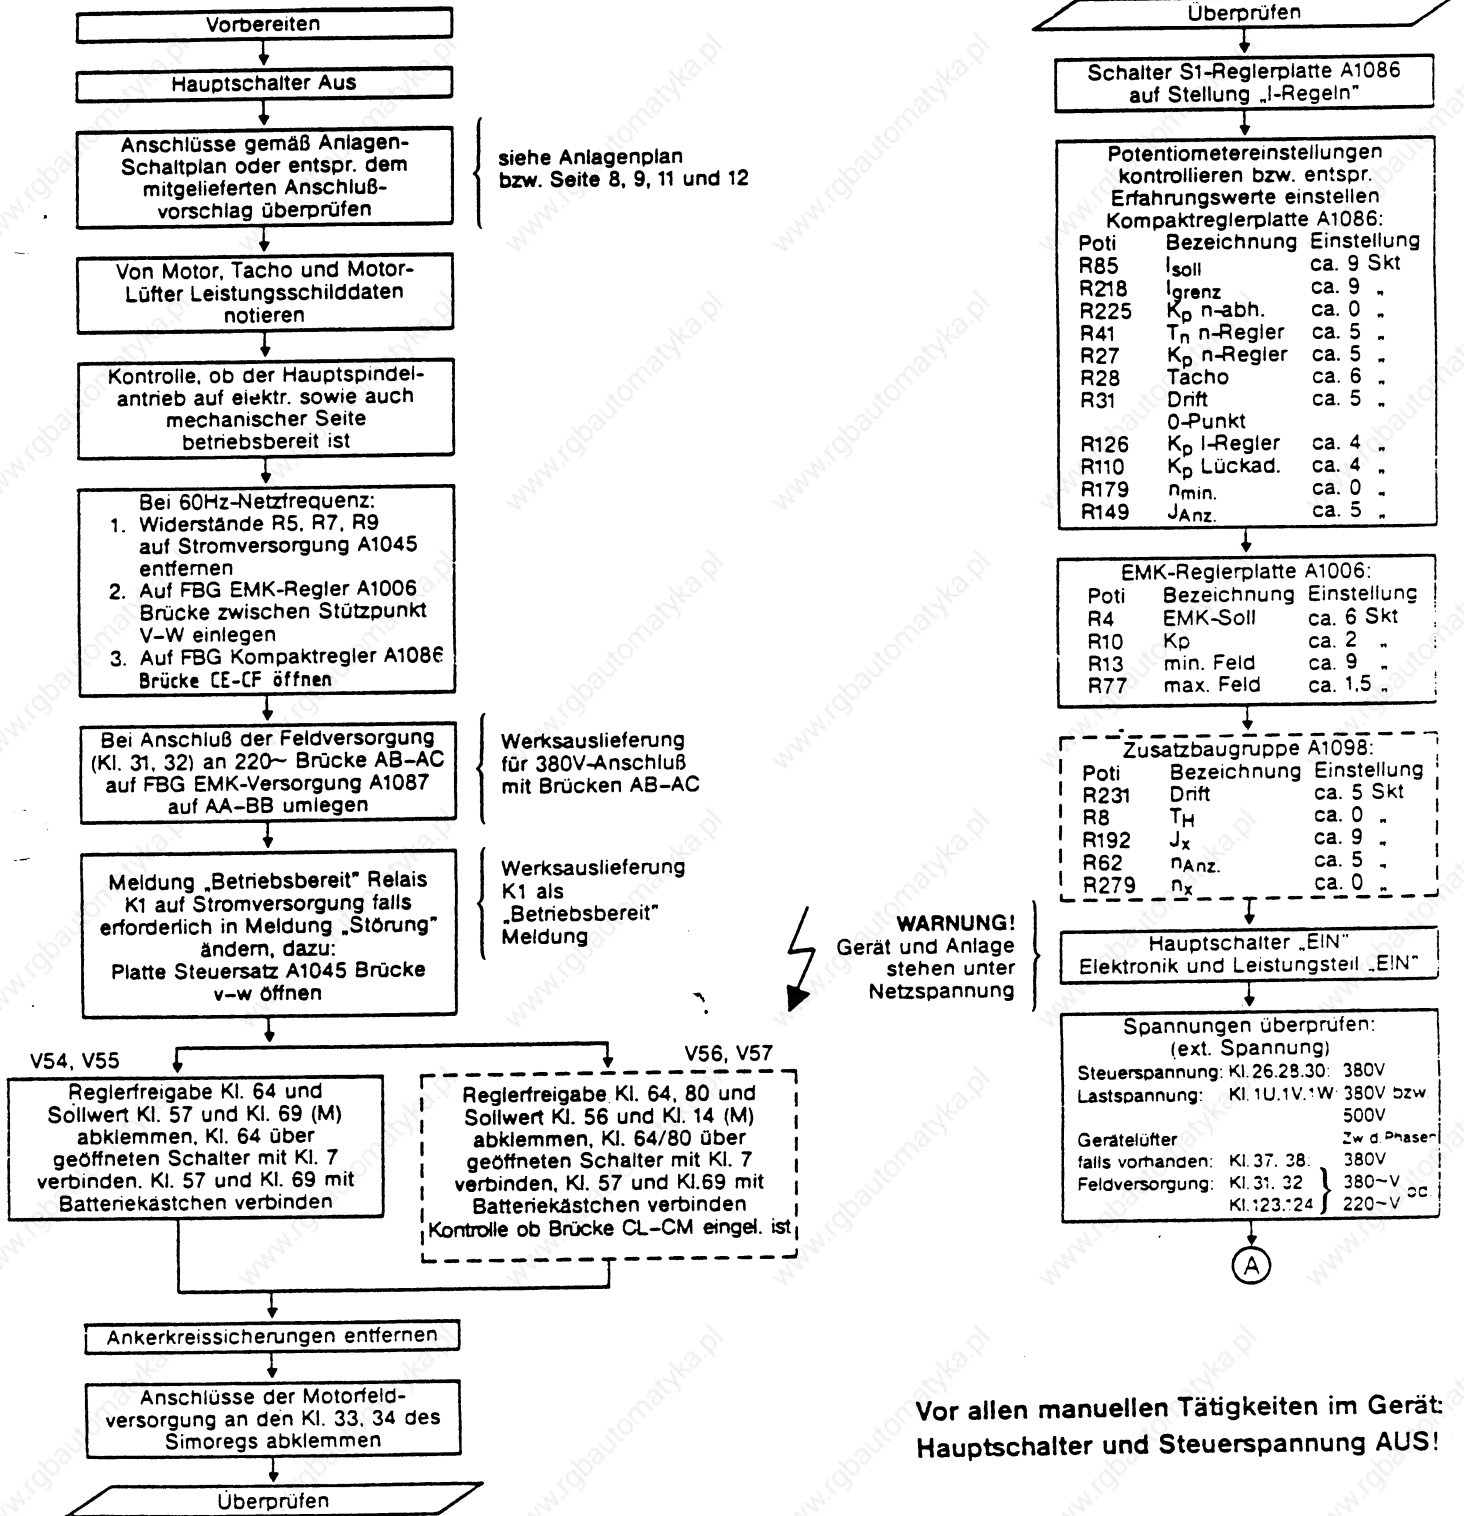 Vorbereiten
Hauptschalter Aus
Anschlüsse gemäß Anlagen-
Schaltplan oder entspr. dem
mitgelieferten Anschluß-
vorschlag überprüfen
siehe Anlagenplan
bzw. Seite 8, 9, 11 und 12
Von Motor, Tacho und Motor-
Lüfter Leistungsschilddaten
notieren
Kontrolle, ob der Hauptspindel-
antrieb auf elektr. sowie auch
mechanischer Seite
betriebsbereit ist
Bei 60Hz-Netzfrequenz:
1. Widerstände R5, R7, R9
auf Stromversorgung A1045
entfernen
2. Auf FBG EMK-Regler A1006
Brücke zwischen Stützpunkt
V-W einlegen
3. Auf FBG Kompaktregler A1086
Brücke CE-CF öffnen
Bei Anschluß der Feldversorgung
(Kl. 31, 32) an 220~ Brücke AB-AC
auf FBG EMK-Versorgung A1087
auf AA-BB umlegen
Werksauslieferung
für 380V-Anschluß
mit Brücken AB-AC
Meldung „Betriebsbereit" Relais
K1 auf Stromversorgung falls
erforderlich in Meldung „Störung"
ändern, dazu:
Platte Steuersatz A1045 Brücke
v-w öffnen
Werksauslieferung
K1 als
„Betriebsbereit"
Meldung
V54, V55
Reglerfreigabe Kl. 64 und
Sollwert Kl. 57 und Kl. 69 (M)
abklemmen, Kl. 64 über
geöffneten Schalter mit Kl. 7
verbinden. Kl. 57 und Kl. 69 mit
Batteriekästchen verbinden
V56, V57
Reglerfreigabe Kl. 64, 80 und
Sollwert Kl. 56 und Kl. 14 (M)
abklemmen, Kl. 64/80 über
geöffneten Schalter mit Kl. 7
verbinden, Kl. 57 und Kl.69 mit
Batteriekästchen verbinden
Kontrolle ob Brücke CL-CM eingel. ist
Ankerkreissicherungen entfernen
Anschlüsse der Motorfeld-
versorgung an den Kl. 33, 34 des
Simoregs abklemmen
Überprüfen
Überprüfen
Schalter S1-Reglerplatte A1086
auf Stellung „I-Regeln"
Potentiometereinstellungen
kontrollieren bzw. entspr.
Erfahrungswerte einstellen
Kompaktreglerplatte A1086:
Poti Bezeichnung Einstellung
R85 Isoll ca. 9 Skt
R218 Igrenz ca. 9 „
R225 Kp n-abh. ca. 0 „
R41 Tn n-Regler ca. 5 „
R27 Kp n-Regler ca. 5 „
R28 Tacho ca. 6 „
R31 Drift ca. 5 „
0-Punkt
R126 Kp I-Regler ca. 4 „
R110 Kp Lückad. ca. 4 „
R179 nmin. ca. 0 „
R149 JAnz. ca. 5 „
EMK-Reglerplatte A1006:
Poti Bezeichnung Einstellung
R4 EMK-Soll ca. 6 Skt
R10 Kp ca. 2 „
R13 min. Feld ca. 9 „
R77 max. Feld ca. 1,5 „
Zusatzbaugruppe A1098:
Poti Bezeichnung Einstellung
R231 Drift ca. 5 Skt
R8 TH ca. 0 „
R192 Jx ca. 9 „
R62 nAnz. ca. 5 „
R279 nx ca. 0 „
WARNUNG!
Gerät und Anlage
stehen unter
Netzspannung
Hauptschalter „EIN"
Elektronik und Leistungsteil „EIN"
Spannungen überprüfen:
(ext. Spannung)
Steuerspannung: Kl.26.28.30: 380V
Lastspannung: Kl. 1U.1V.1W· 380V bzw
500V
Gerätelüfter Zw d. Phasen
falls vorhanden: Kl. 37. 38: 380V
Feldversorgung: Kl. 31. 32 380~V
Kl.123.124 220~V
A
Vor allen manuellen Tätigkeiten im Gerät:
Hauptschalter und Steuerspannung AUS!
www.rgbautomatyka.pl